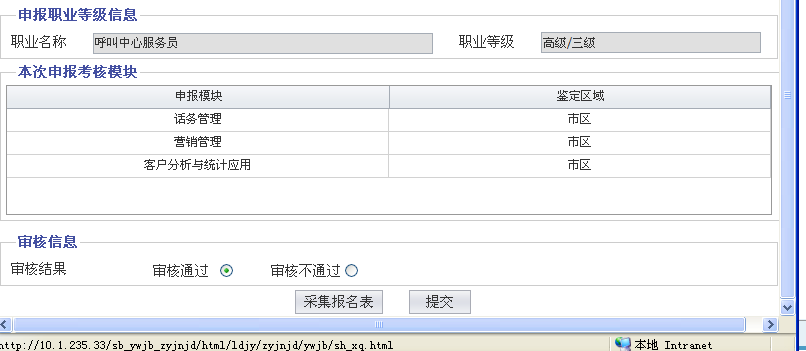 申报职业等级信息
职业名称 呼叫中心服务员 职业等级 高级/三级
本次申报考核模块
申报模块 鉴定区域
话务管理 市区
营销管理 市区
客户分析与统计应用 市区
审核信息
审核结果 审核通过 审核不通过
采集报名表 提交
http://10.1.235.33/sb_ywjb_zyjnjd/html/ldjy/zyjnjd/ywjb/sh_xq.html 本地 Intranet